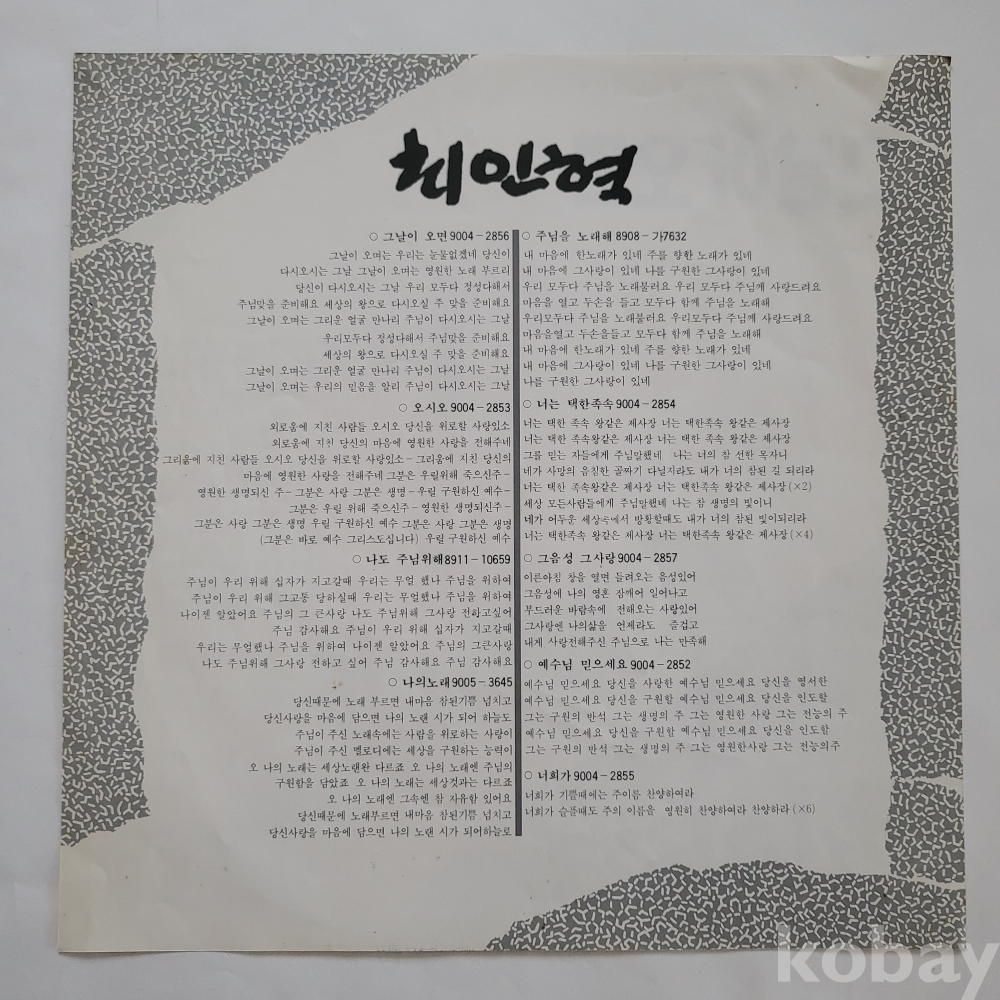 최인혁
○ 그날이 오면 9004-2856
그날이 오며는 우리는 눈물없겠네 당신이
다시오시는 그날 그날이 오며는 영원한 노래 부르리
당신이 다시오시는 그날 우리 모두다 정성다해서
주님맞을 준비해요 세상의 왕으로 다시오실 주 맞을 준비해요
그날이 오며는 그리운 얼굴 만나리 주님이 다시오시는 그날
우리모두다 정성다해서 주님맞을 준비해요
세상의 왕으로 다시오실 주 맞을 준비해요
그날이 오며는 그리운 얼굴 만나리 주님이 다시오시는 그날
그날이 오며는 우리의 믿음을 알리 주님이 다시오시는 그날
○ 오시오 9004-2853
외로움에 지친 사람들 오시오 당신을 위로할 사랑있소
외로움에 지친 당신의 마음에 영원한 사랑을 전해주네
그리움에 지친 사람들 오시오 당신을 위로할 사랑있소- 그리움에 지친 당신의
마음에 영원한 사랑을 전해주네 그분은 우릴위해 죽으신주-
영원한 생명되신 주- 그분은 사랑 그분은 생명- 우릴 구원하신 예수-
그분은 우릴 위해 죽으신주- 영원한 생명되신주-
그분은 사랑 그분은 생명 우릴 구원하신 예수 그분은 사랑 그분은 생명
(그분은 바로 예수 그리스도십니다) 우릴 구원하신 예수
○ 나도 주님위해 8911-10659
주님이 우리 위해 십자가 지고갈때 우리는 무얼 했나 주님을 위하여
주님이 우리 위해 그고통 당하실때 우리는 무얼했나 주님을 위하여
나이젠 알았어요 주님의 그 큰사랑 나도 주님위해 그사랑 전하고싶어
주님 감사해요 주님이 우리 위해 십자가 지고갈때
우리는 무얼했나 주님을 위하여 나이젠 알았어요 주님의 그큰사랑
나도 주님위해 그사랑 전하고 싶어 주님 감사해요 주님 감사해요
○ 나의노래 9005-3645
당신때문에 노래 부르면 내마음 참된기쁨 넘치고
당신사랑을 마음에 담으면 나의 노랜 시가 되어 하늘도
주님이 주신 노래속에는 사람을 위로하는 사랑이
주님이 주신 멜로디에는 세상을 구원하는 능력이
오 나의 노래는 세상노랜완 다르죠 오 나의 노래엔 주님의
구원함을 담았죠 오 나의 노래는 세상것과는 다르죠
오 나의 노래엔 그속엔 참 자유함 있어요
당신때문에 노래부르면 내마음 참된기쁨 넘치고
당신사랑을 마음에 담으면 나의 노랜 시가 되어하늘로
○ 주님을 노래해 8908-가7632
내 마음에 한노래가 있네 주를 향한 노래가 있네
내 마음에 그사랑이 있네 나를 구원한 그사랑이 있네
우리 모두다 주님을 노래불러요 우리 모두다 주님께 사랑드려요
마음을 열고 두손을 들고 모두다 함께 주님을 노래해
우리모두다 주님을 노래불러요 우리모두다 주님께 사랑드려요
마음을열고 두손을들고 모두다 함께 주님을 노래해
내 마음에 한노래가 있네 주를 향한 노래가 있네
내 마음에 그사랑이 있네 나를 구원한 그사랑이 있네
나를 구원한 그사랑이 있네
○ 너는 택한족속 9004-2854
너는 택한 족속 왕같은 제사장 너는 택한족속 왕같은 제사장
너는 택한 족속왕같은 제사장 너는 택한 족속 왕같은 제사장
그를 믿는 자들에게 주님말했네 나는 너의 참 선한 목자니
네가 사망의 음침한 골짜기 다닐지라도 내가 너의 참된 길 되리라
너는 택한 족속왕같은 제사장 너는 택한족속 왕같은 제사장(×2)
세상 모든사람들에게 주님말했네 나는 참 생명의 빛이니
네가 어두운 세상속에서 방황할때도 내가 너의 참된 빛이되리라
너는 택한 족속왕같은 제사장 너는 택한족속 왕같은 제사장(×4)
○ 그음성 그사랑 9004-2857
이른아침 창을 열면 들려오는 음성있어
그음성에 나의 영혼 잠깨어 일어나고
부드러운 바람속에 전해오는 사랑있어
그사랑엔 나의삶을 언제라도 즐겁고
내게 사랑전해주신 주님으로 나는 만족해
○ 예수님 믿으세요 9004-2852
예수님 믿으세요 당신을 사랑한 예수님 믿으세요 당신을 영서한
예수님 믿으세요 당신을 구원할 예수님 믿으세요 당신을 인도할
그는 구원의 반석 그는 생명의 주 그는 영원한 사랑 그는 전능의 주
예수님 믿으세요 당신을 구원할 예수님 믿으세요 당신을 인도할
그는 구원의 반석 그는 생명의 주 그는 영원한사랑 그는 전능의주
○ 너희가 9004-2855
너희가 기쁠때에는 주이름 찬양하여라
너희가 슬플때도 주의 이름을 영원히 찬양하여라 찬양하라(×6)
kobay